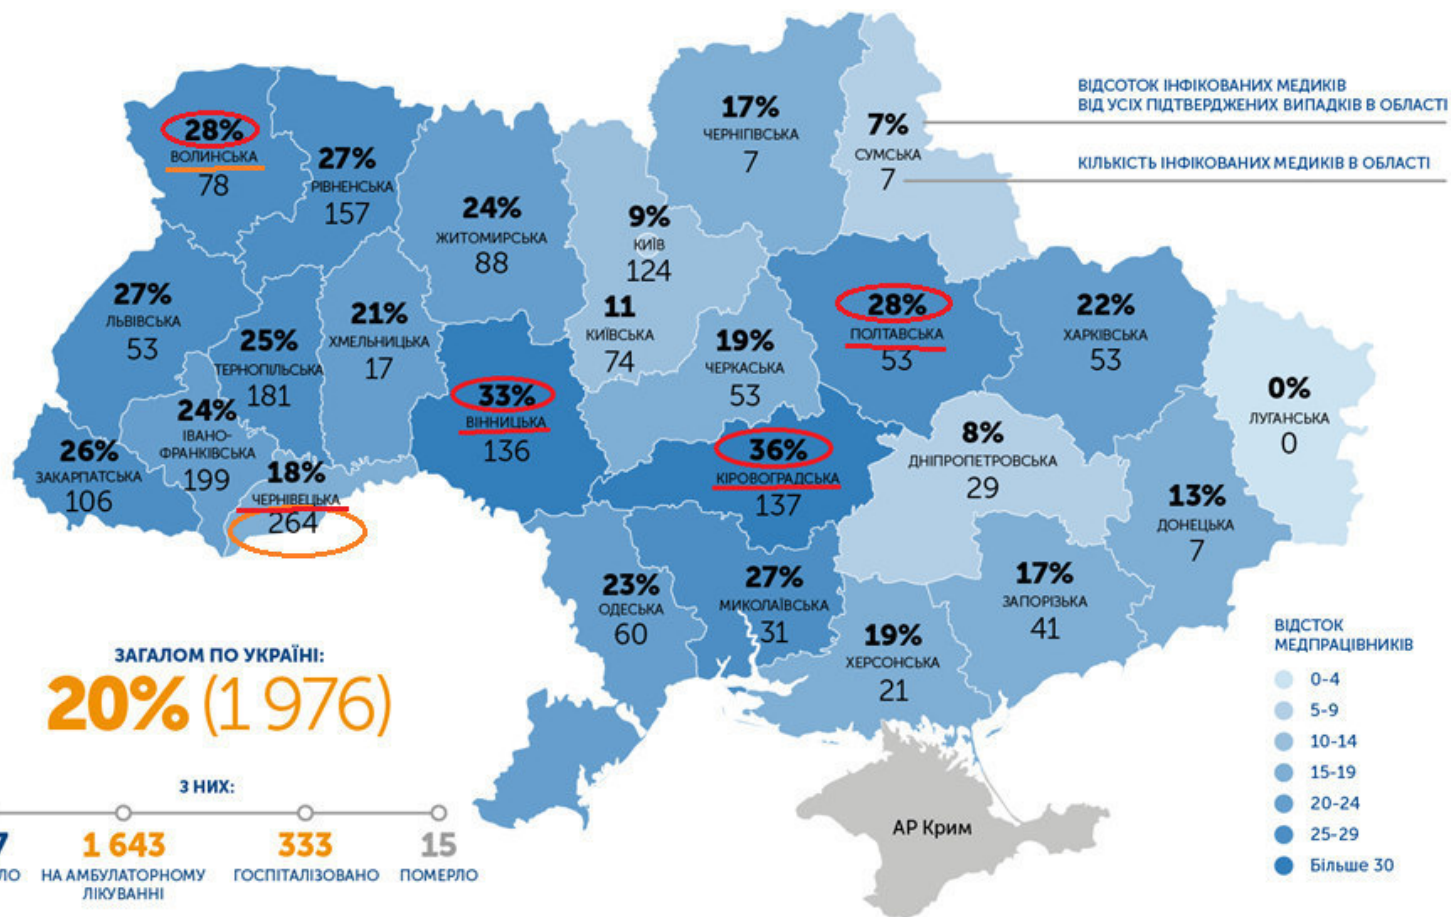 ВІДСОТОК ІНФІКОВАНИХ МЕДИКІВ
ВІД УСІХ ПІДТВЕРДЖЕНИХ ВИПАДКІВ В ОБЛАСТІ
КІЛЬКІСТЬ ІНФІКОВАНИХ МЕДИКІВ В ОБЛАСТІ
28%
ВОЛИНСЬКА
78
27%
РІВНЕНСЬКА
157
24%
ЖИТОМИРСЬКА
88
9%
КИЇВ
124
11
КИЇВСЬКА
74
17%
ЧЕРНІГІВСЬКА
7
7%
СУМСЬКА
7
27%
ЛЬВІВСЬКА
53
25%
ТЕРНОПІЛЬСЬКА
181
21%
ХМЕЛЬНИЦЬКА
17
33%
ВІННИЦЬКА
136
19%
ЧЕРКАСЬКА
53
28%
ПОЛТАВСЬКА
53
22%
ХАРКІВСЬКА
53
0%
ЛУГАНСЬКА
0
26%
ЗАКАРПАТСЬКА
106
24%
ІВАНО-
ФРАНКІВСЬКА
199
18%
ЧЕРНІВЕЦЬКА
264
36%
КІРОВОГРАДСЬКА
137
8%
ДНІПРОПЕТРОВСЬКА
29
13%
ДОНЕЦЬКА
7
23%
ОДЕСЬКА
60
27%
МИКОЛАЇВСЬКА
31
19%
ХЕРСОНСЬКА
21
17%
ЗАПОРІЗЬКА
41
АР Крим
ЗАГАЛОМ ПО УКРАЇНІ:
20% (1 976)
З НИХ:
7
ЛО
1 643
НА АМБУЛАТОРНОМУ
ЛІКУВАННІ
333
ГОСПІТАЛІЗОВАНО
15
ПОМЕРЛО
ВІДСТОК
МЕДПРАЦІВНИКІВ
0-4
5-9
10-14
15-19
20-24
25-29
Більше 30